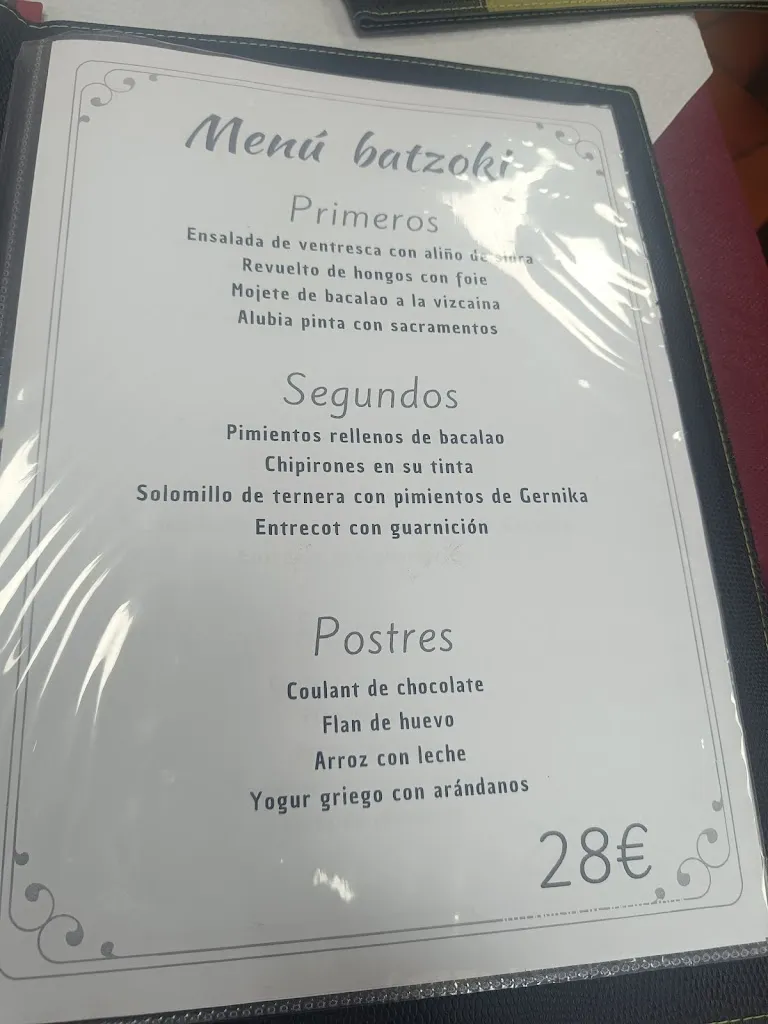 Menú batzoki
Primeros
Ensalada de ventresca con aliño de
Revuelto de hongos con foie
Mojete de bacalao a la vizcaína
Alubia pinta con sacramentos
Segundos
Pimientos rellenos de bacalao
Chipirones en su tinta
Solomillo de ternera con pimientos de Gernika
Entrecot con guarnición
Postres
Coulant de chocolate
Flan de huevo
Arroz con leche
Yogur griego con arándanos
28€